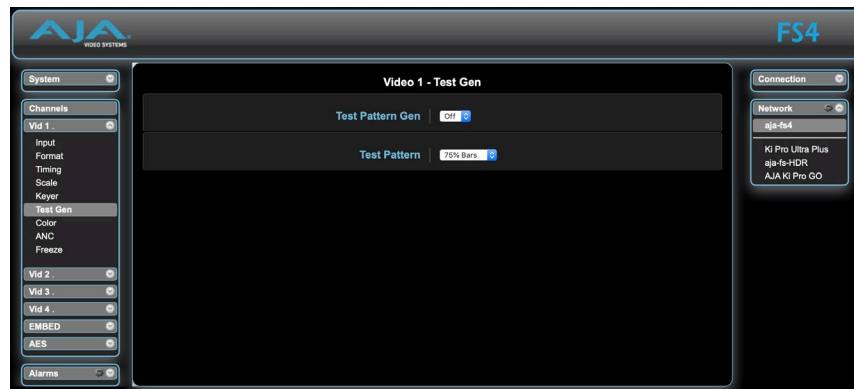 AJA
VIDEO SYSTEMS
FS4
System
Channels
Vid 1 .
Input
Format
Timing
Scale
Keyer
Test Gen
Color
ANC
Freeze
Vid 2 .
Vid 3 .
Vid 4 .
EMBED
AES
Alarms
Video 1 - Test Gen
Test Pattern Gen Off
Test Pattern 75% Bars
Connection
Network
aja-fs4
Ki Pro Ultra Plus
aja-fs-HDR
AJA Ki Pro GO